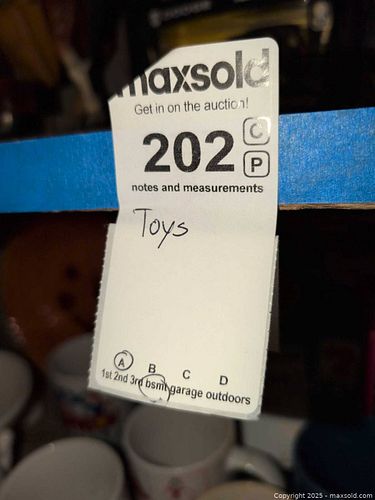 maxsold
Get in on the auction!
202 C P
notes and measurements
Toys
A B C D
1st 2nd 3rd bsmt garage outdoors
Copyright 2025 - maxsold.com